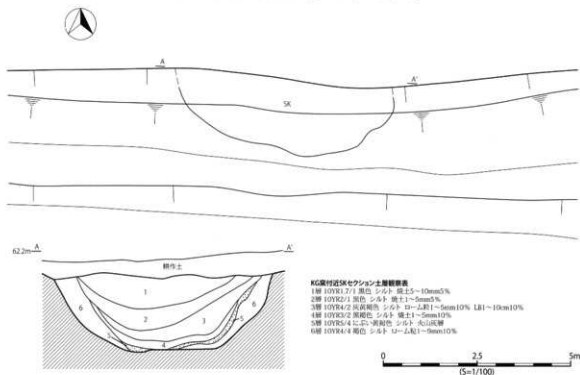 A
A'
SK
62.2m A
A'
耕作土
1
2
3
4
5
6
6
KG窯付近SKセクション土層観察表
1層 10YR1.7/1 黒色 シルト 焼土5〜10mm5%
2層 10YR2/1 黒色 シルト 焼土1〜5mm5%
3層 10YR4/2 灰黄褐色 シルト ローム粒1〜5mm10% LB1〜10cm10%
4層 10YR3/2 黒褐色 シルト 焼土1〜5mm10%
5層 10YR5/4 にぶい黄褐色 シルト 火山灰層
6層 10YR4/4 褐色 シルト ローム粒1〜9mm10%
0 2.5 5m
(S=1/100)